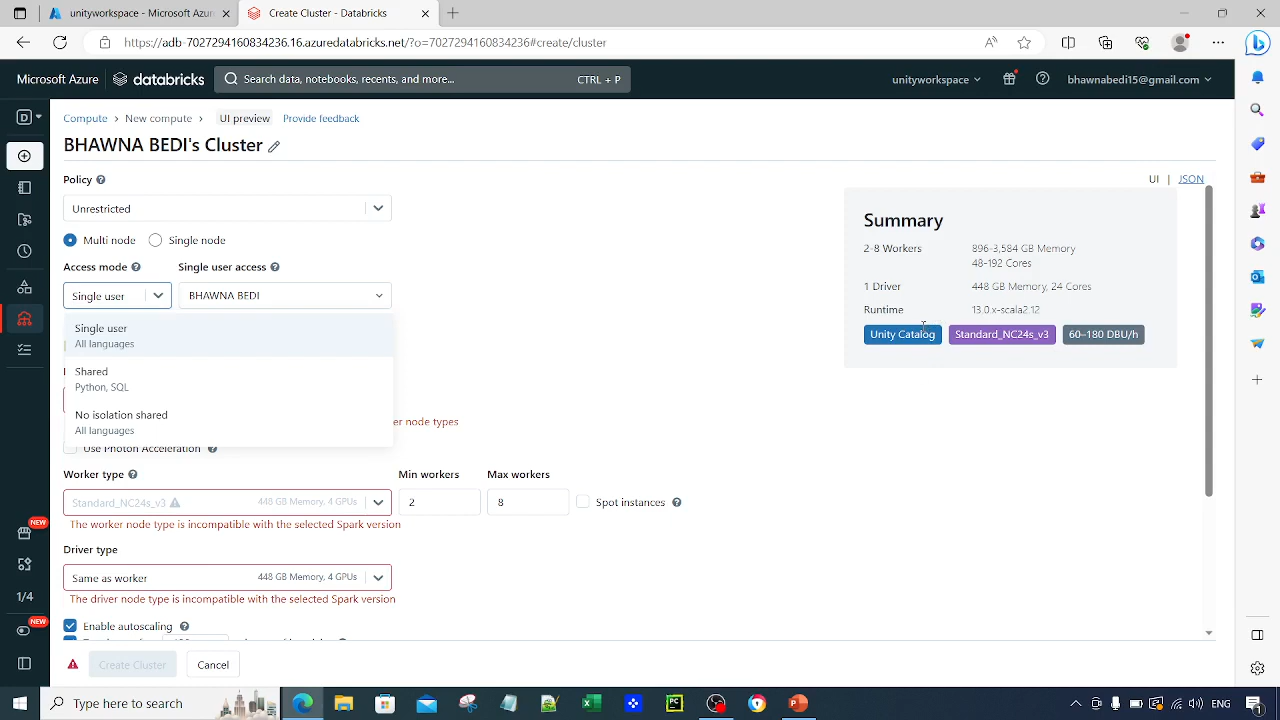 unityworkspace - Microsoft Azu
Create Cluster - Databricks
https://adb-7027294160834236.16.azuredatabricks.net/?o=7027294160834236#create/cluster
Microsoft Azure
databricks
Search data, notebooks, recents, and more...
CTRL + P
unityworkspace
bhawnabedi15@gmail.com
D
Compute > New compute > UI preview Provide feedback
BHAWNA BEDI's Cluster
UI | JSON
Policy
Unrestricted
Multi node Single node
Access mode Single user access
Single user BHAWNA BEDI
Single user
All languages
Shared
Python, SQL
No isolation shared
All languages
er node types
Use Photon Acceleration
Worker type Min workers Max workers
Standard_NC24s_v3 448 GB Memory, 4 GPUs 2 8 Spot instances
The worker node type is incompatible with the selected Spark version
Driver type
Same as worker 448 GB Memory, 4 GPUs
The driver node type is incompatible with the selected Spark version
Enable autoscaling
Create Cluster Cancel
Summary
2-8 Workers 896-3,584 GB Memory
48-192 Cores
1 Driver 448 GB Memory, 24 Cores
Runtime 13.0.x-scala2.12
Unity Catalog Standard_NC24s_v3 60–180 DBU/h
NEW
1/4
NEW
Type here to search
ENG